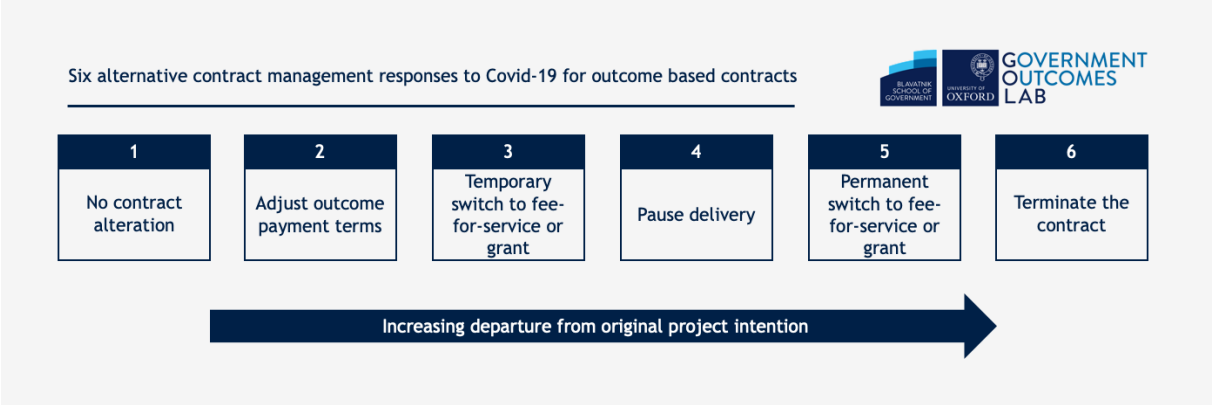 Six alternative contract management responses to Covid-19 for outcome based contracts
BLAVATNIK
SCHOOL OF
GOVERNMENT
UNIVERSITY OF
OXFORD
GOVERNMENT
OUTCOMES
LAB
1
No contract
alteration
2
Adjust outcome
payment terms
3
Temporary
switch to fee-
for-service or
grant
4
Pause delivery
5
Permanent
switch to fee-
for-service or
grant
6
Terminate the
contract
Increasing departure from original project intention